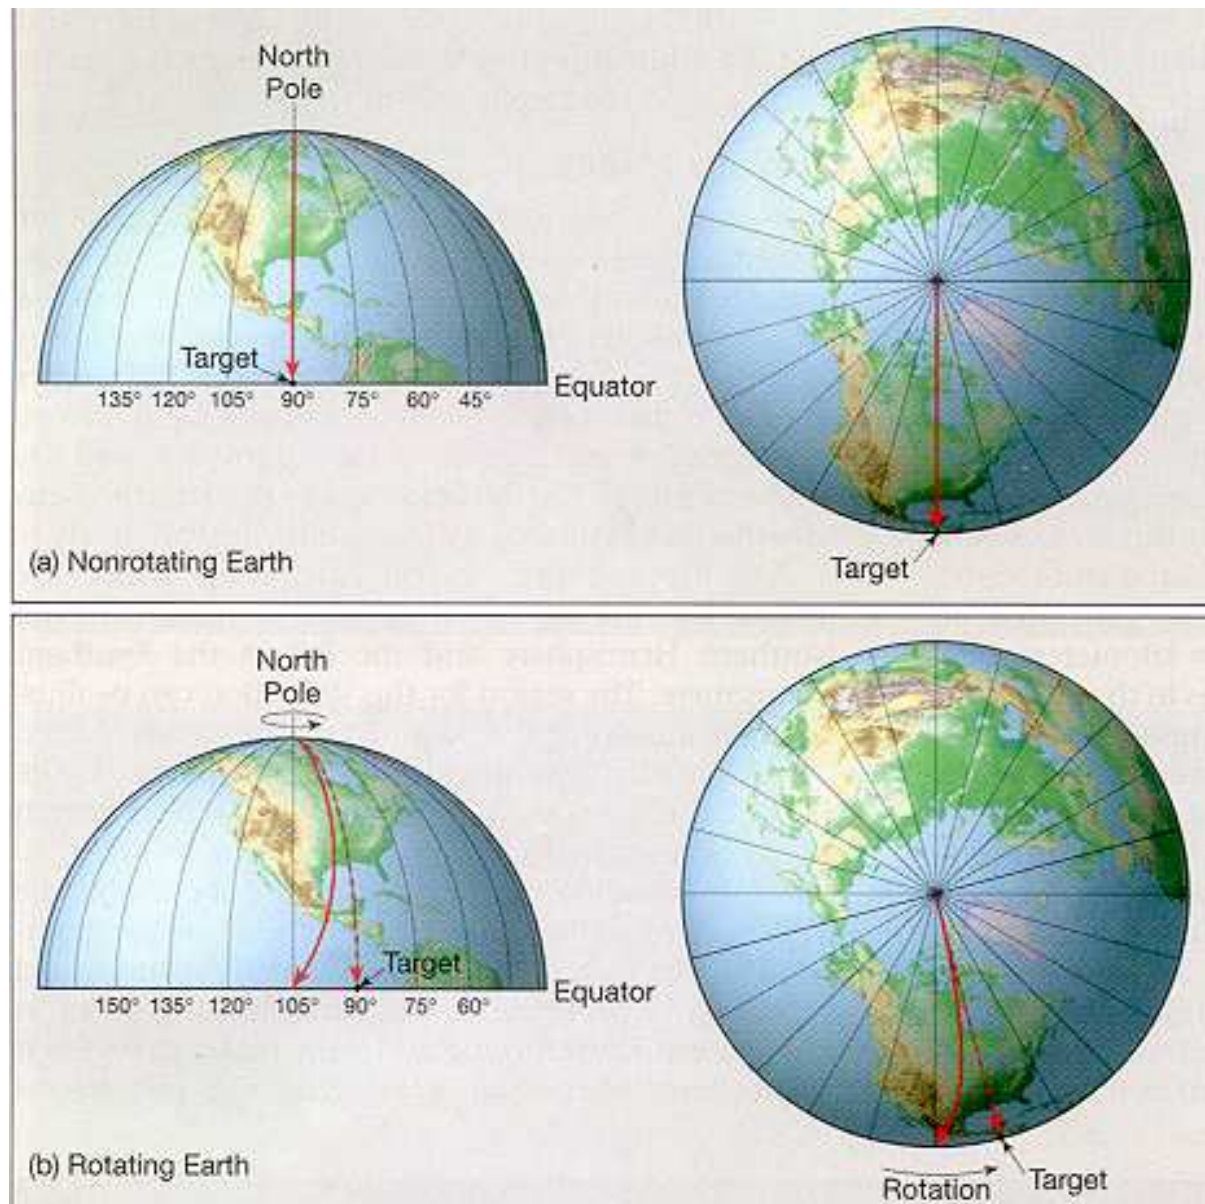 North
Pole
Target
Equator
135° 120° 105° 90° 75° 60° 45°
(a) Nonrotating Earth
Target
North
Pole
Target
Equator
150° 135° 120° 105° 90° 75° 60°
(b) Rotating Earth
Rotation
Target